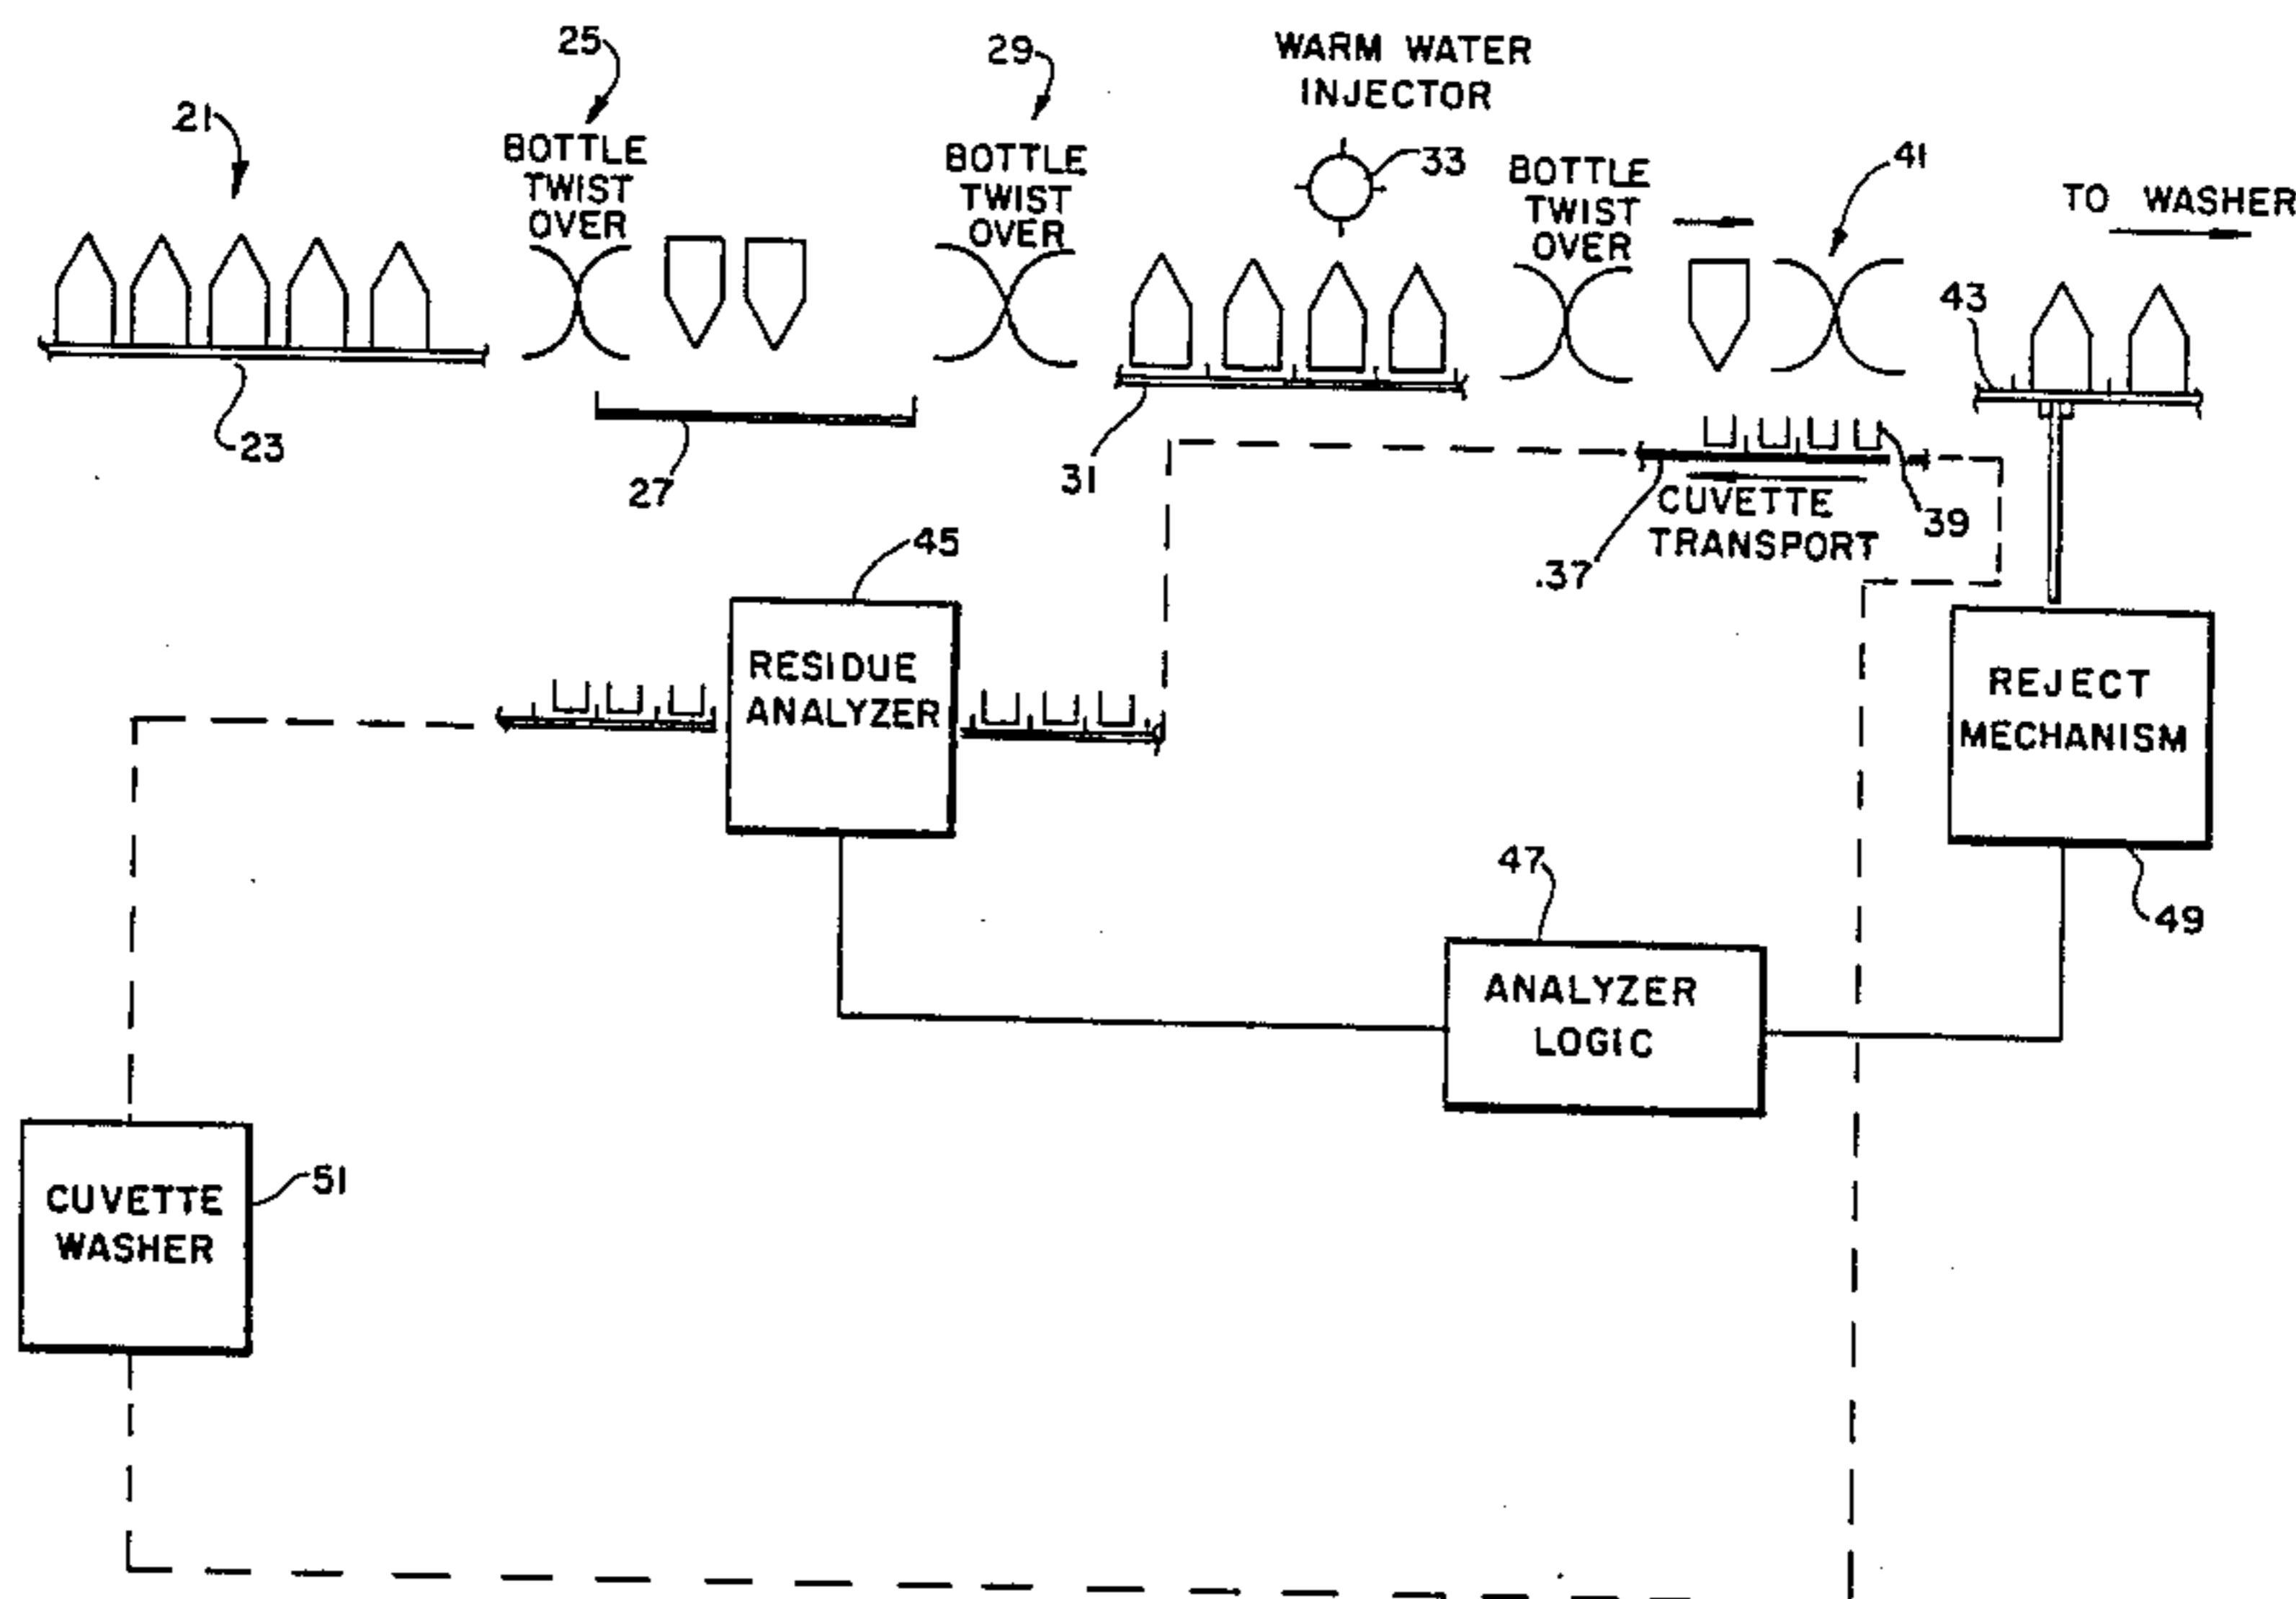 21
25
BOTTLE
TWIST
OVER
29
BOTTLE
TWIST
OVER
WARM WATER
INJECTOR
33
BOTTLE
TWIST
OVER
41
TO WASHER
43
23
27
31
CUVETTE
TRANSPORT
37
39
45
RESIDUE
ANALYZER
REJECT
MECHANISM
49
47
ANALYZER
LOGIC
CUVETTE
WASHER
51